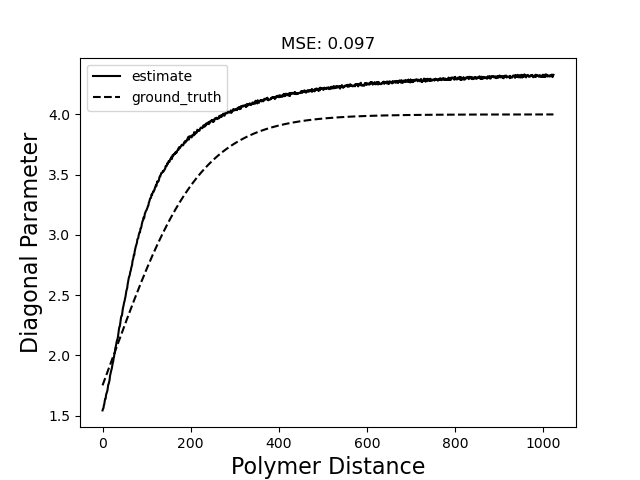 MSE: 0.097
estimate
ground_truth
Diagonal Parameter
4.0
3.5
3.0
2.5
2.0
1.5
0 200 400 600 800 1000
Polymer Distance